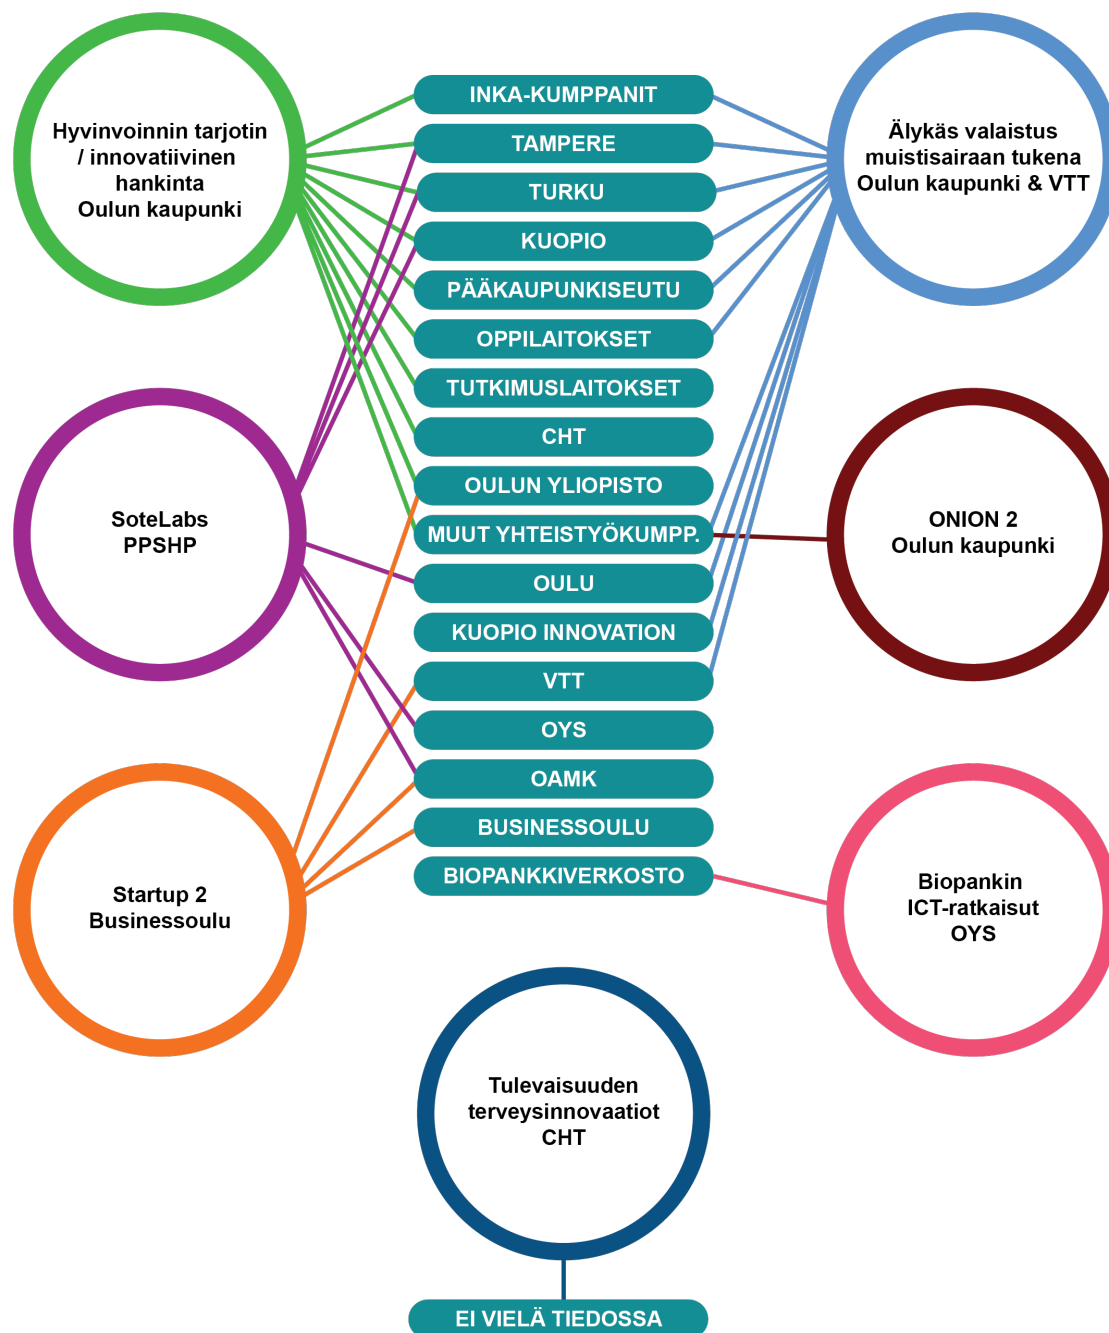 Hyvinvoinnin tarjotin
/ innovatiivinen
hankinta
Oulun kaupunki
SoteLabs
PPSHP
Startup 2
Businessoulu
INKA-KUMPPANIT
TAMPERE
TURKU
KUOPIO
PÄÄKAUPUNKISEUTU
OPPILAITOKSET
TUTKIMUSLAITOKSET
CHT
OULUN YLIOPISTO
MUUT YHTEISTYÖKUMPP.
OULU
KUOPIO INNOVATION
VTT
OYS
OAMK
BUSINESSOULU
BIOPANKKIVERKOSTO
Älykäs valaistus
muistisairaan tukena
Oulun kaupunki & VTT
ONION 2
Oulun kaupunki
Biopankin
ICT-ratkaisut
OYS
Tulevaisuuden
terveysinnovaatiot
CHT
EI VIELÄ TIEDOSSA